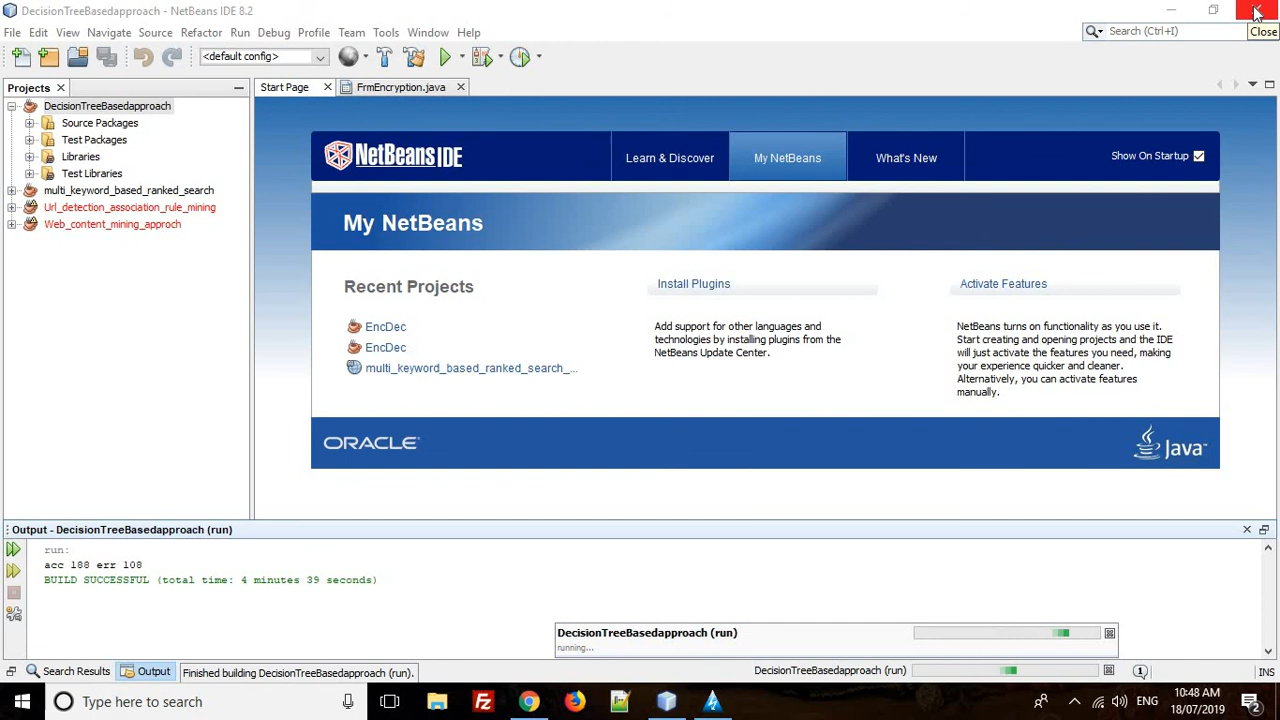 DecisionTreeBasedapproach - NetBeans IDE 8.2
File Edit View Navigate Source Refactor Run Debug Profile Team Tools Window Help
Search (Ctrl+I)
Close
<default config>
Projects
Start Page
FrmEncryption.java
DecisionTreeBasedapproach
Source Packages
Test Packages
Libraries
Test Libraries
multi_keyword_based_ranked_search
Url_detection_association_rule_mining
Web_content_mining_approch
NetBeans IDE
Learn & Discover
My NetBeans
What's New
Show On Startup
My NetBeans
Recent Projects
EncDec
EncDec
multi_keyword_based_ranked_search_...
Install Plugins
Add support for other languages and
technologies by installing plugins from the
NetBeans Update Center.
Activate Features
NetBeans turns on functionality as you use it.
Start creating and opening projects and the IDE
will just activate the features you need, making
your experience quicker and cleaner.
Alternatively, you can activate features
manually.
ORACLE
Java
Output - DecisionTreeBasedapproach (run)
run:
acc 188 err 108
BUILD SUCCESSFUL (total time: 4 minutes 39 seconds)
DecisionTreeBasedapproach (run)
running...
Search Results
Output
Finished building DecisionTreeBasedapproach (run).
DecisionTreeBasedapproach (run)
1
INS
Type here to search
ENG
10:48 AM
18/07/2019
2